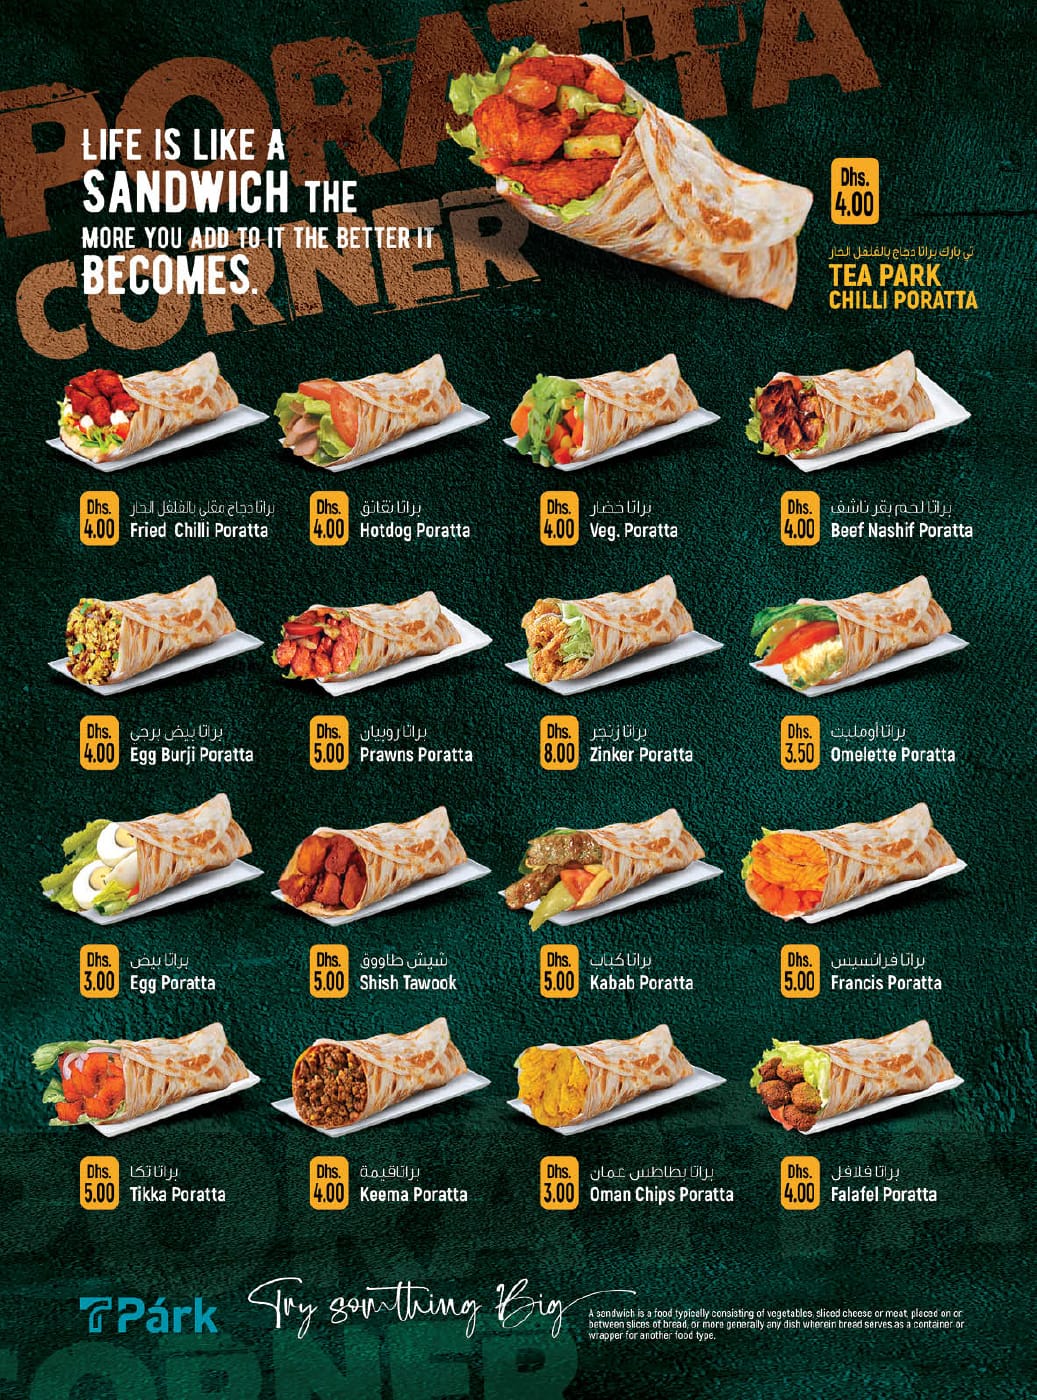 PORATTA
CORNER
LIFE IS LIKE A
SANDWICH THE
MORE YOU ADD TO IT THE BETTER IT
BECOMES.
Dhs.
4.00
تي بارك براتا دجاج بالفلفل الحار
TEA PARK
CHILLI PORATTA
Dhs.
4.00
براتا دجاج مقلي بالفلفل الحار
Fried Chilli Poratta
Dhs.
4.00
براتا نقانق
Hotdog Poratta
Dhs.
4.00
براتا خضار
Veg. Poratta
Dhs.
4.00
براتا لحم بقر ناشف
Beef Nashif Poratta
Dhs.
4.00
براتا بيض برجي
Egg Burji Poratta
Dhs.
5.00
براتا روبيان
Prawns Poratta
Dhs.
8.00
براتا زنجر
Zinker Poratta
Dhs.
3.50
براتا أومليت
Omelette Poratta
Dhs.
3.00
براتا بيض
Egg Poratta
Dhs.
5.00
شيش طاووق
Shish Tawook
Dhs.
5.00
براتا كباب
Kabab Poratta
Dhs.
5.00
براتا فرانسيس
Francis Poratta
Dhs.
5.00
براتا تكا
Tikka Poratta
Dhs.
4.00
براتا قيمة
Keema Poratta
Dhs.
3.00
براتا بطاطس عمان
Oman Chips Poratta
Dhs.
4.00
براتا فلافل
Falafel Poratta
TPárk
Try somthing Big
A sandwich is a food typically consisting of vegetables, sliced cheese or meat, placed on or
between slices of bread, or more generally any dish wherein bread serves as a container or
wrapper for another food type.
CORNER